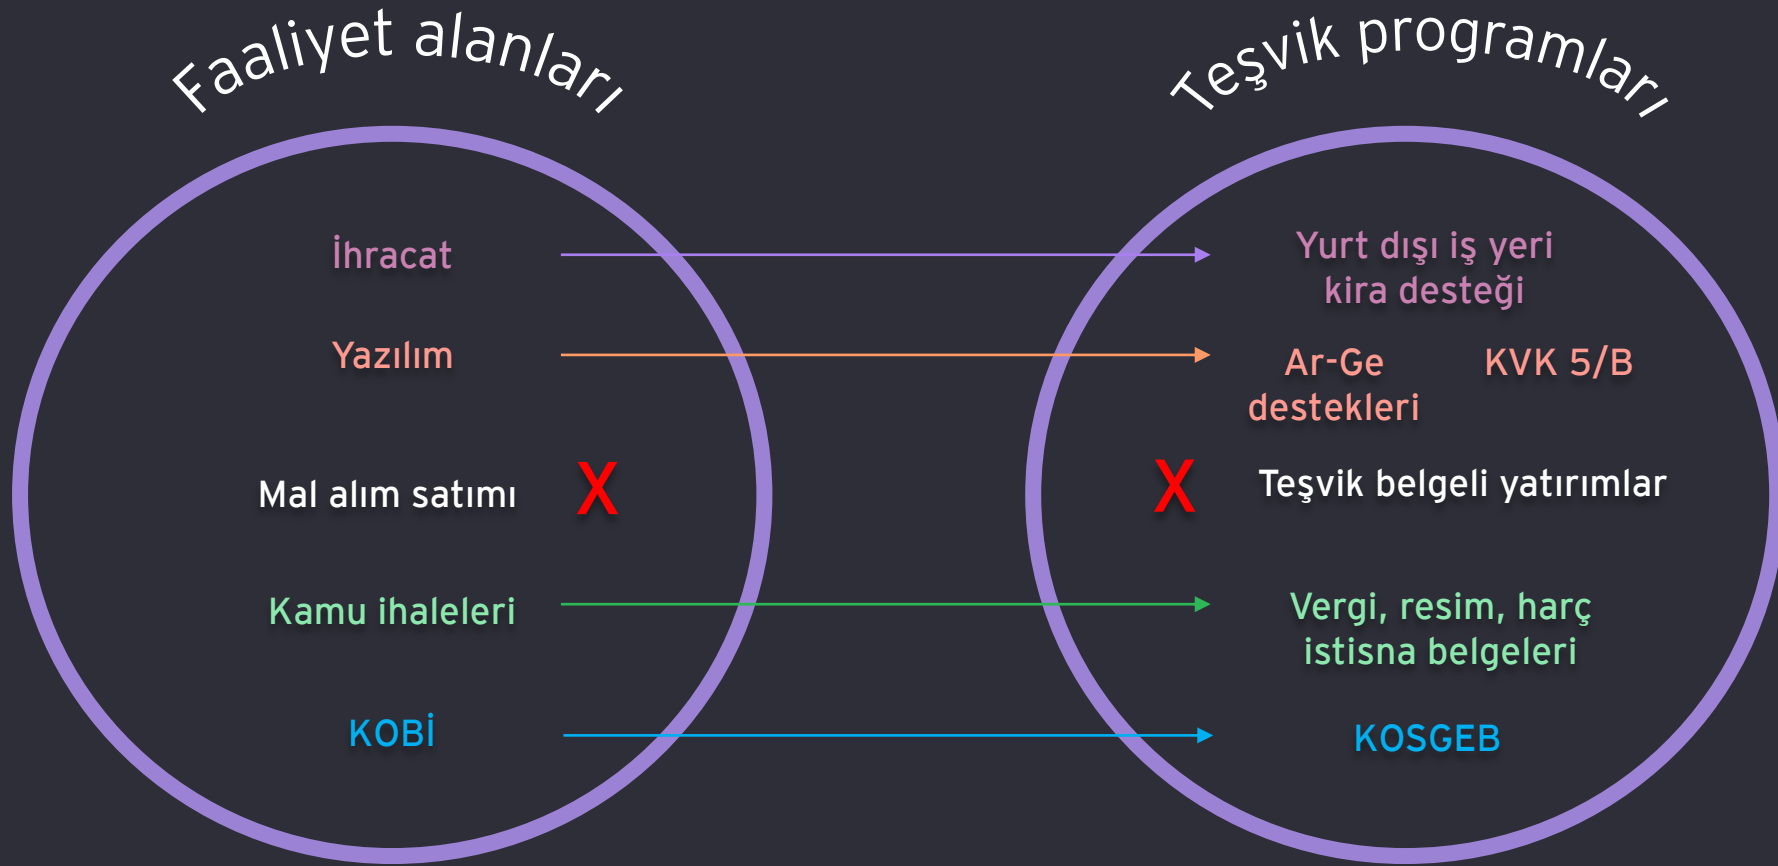 Faaliyet alanları
Teşvik programları
İhracat
Yurt dışı iş yeri
kira desteği
Yazılım
Ar-Ge
destekleri
KVK 5/B
Mal alım satımı
X
X
Teşvik belgeli yatırımlar
Kamu ihaleleri
Vergi, resim, harç
istisna belgeleri
KOBİ
KOSGEB